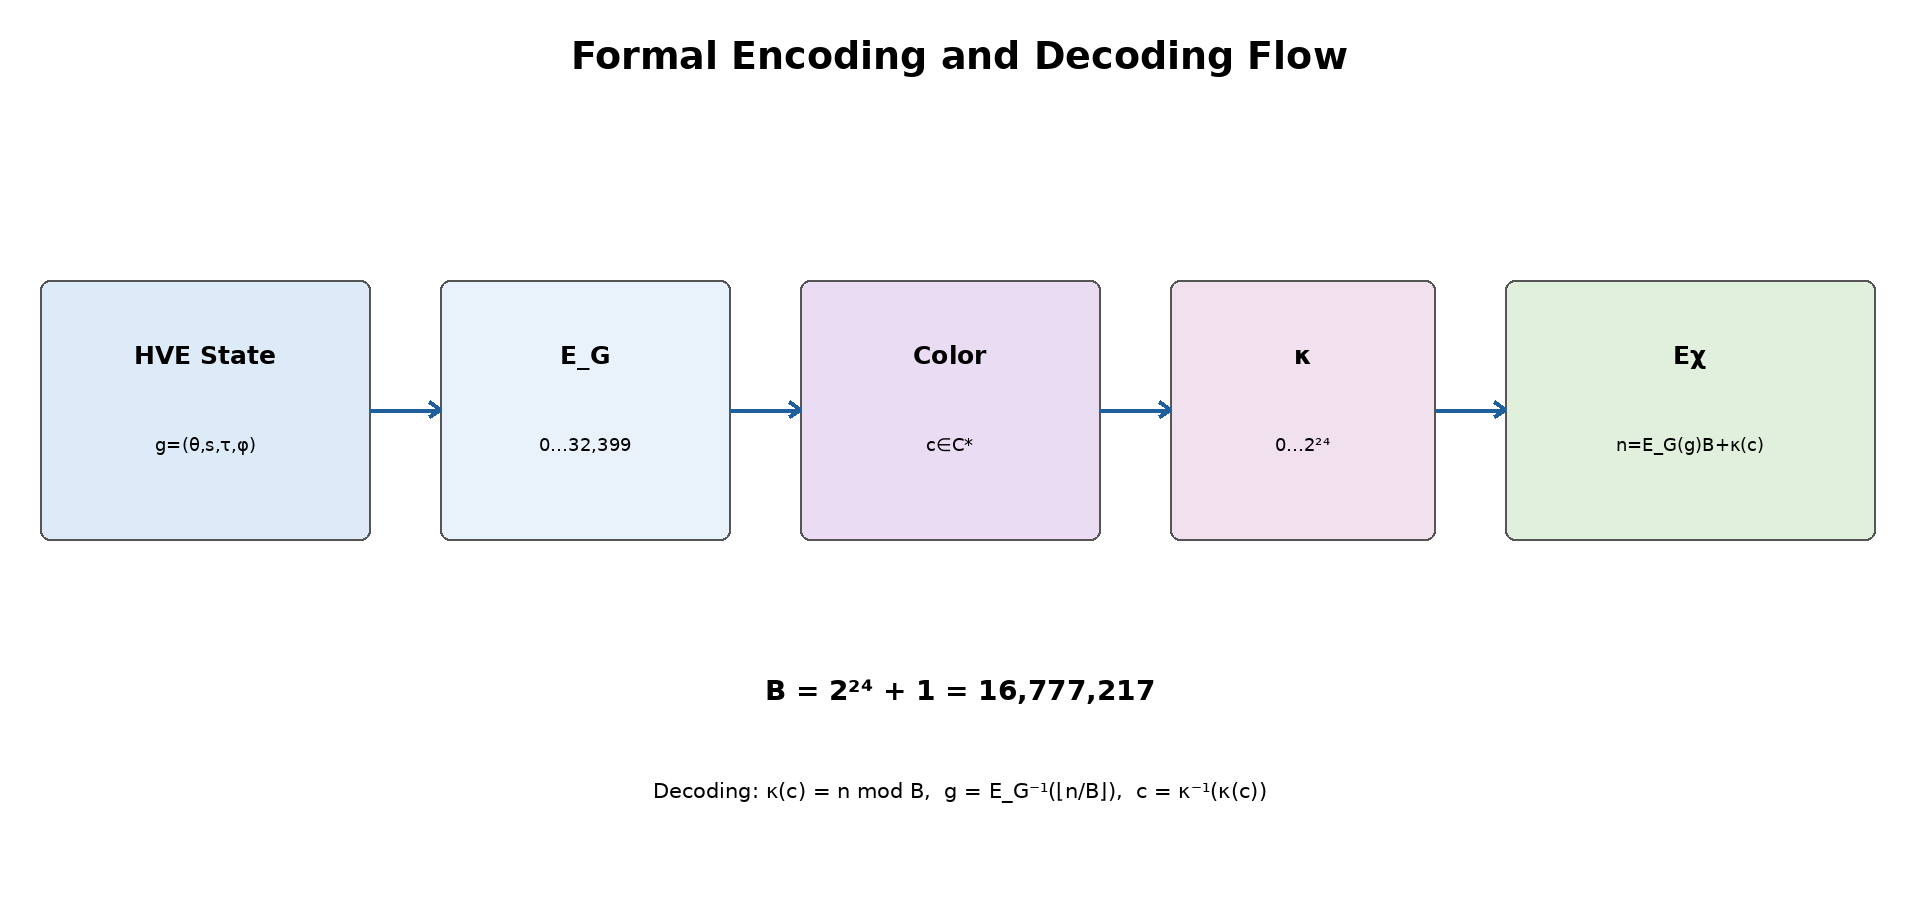 Formal Encoding and Decoding Flow
HVE State
g=(θ,s,τ,φ)
E_G
0…32,399
Color
c∈C*
κ
0…2²⁴
Eχ
n=E_G(g)B+κ(c)
B = 2²⁴ + 1 = 16,777,217
Decoding: κ(c) = n mod B,  g = E_G⁻¹(⌊n/B⌋),  c = κ⁻¹(κ(c))